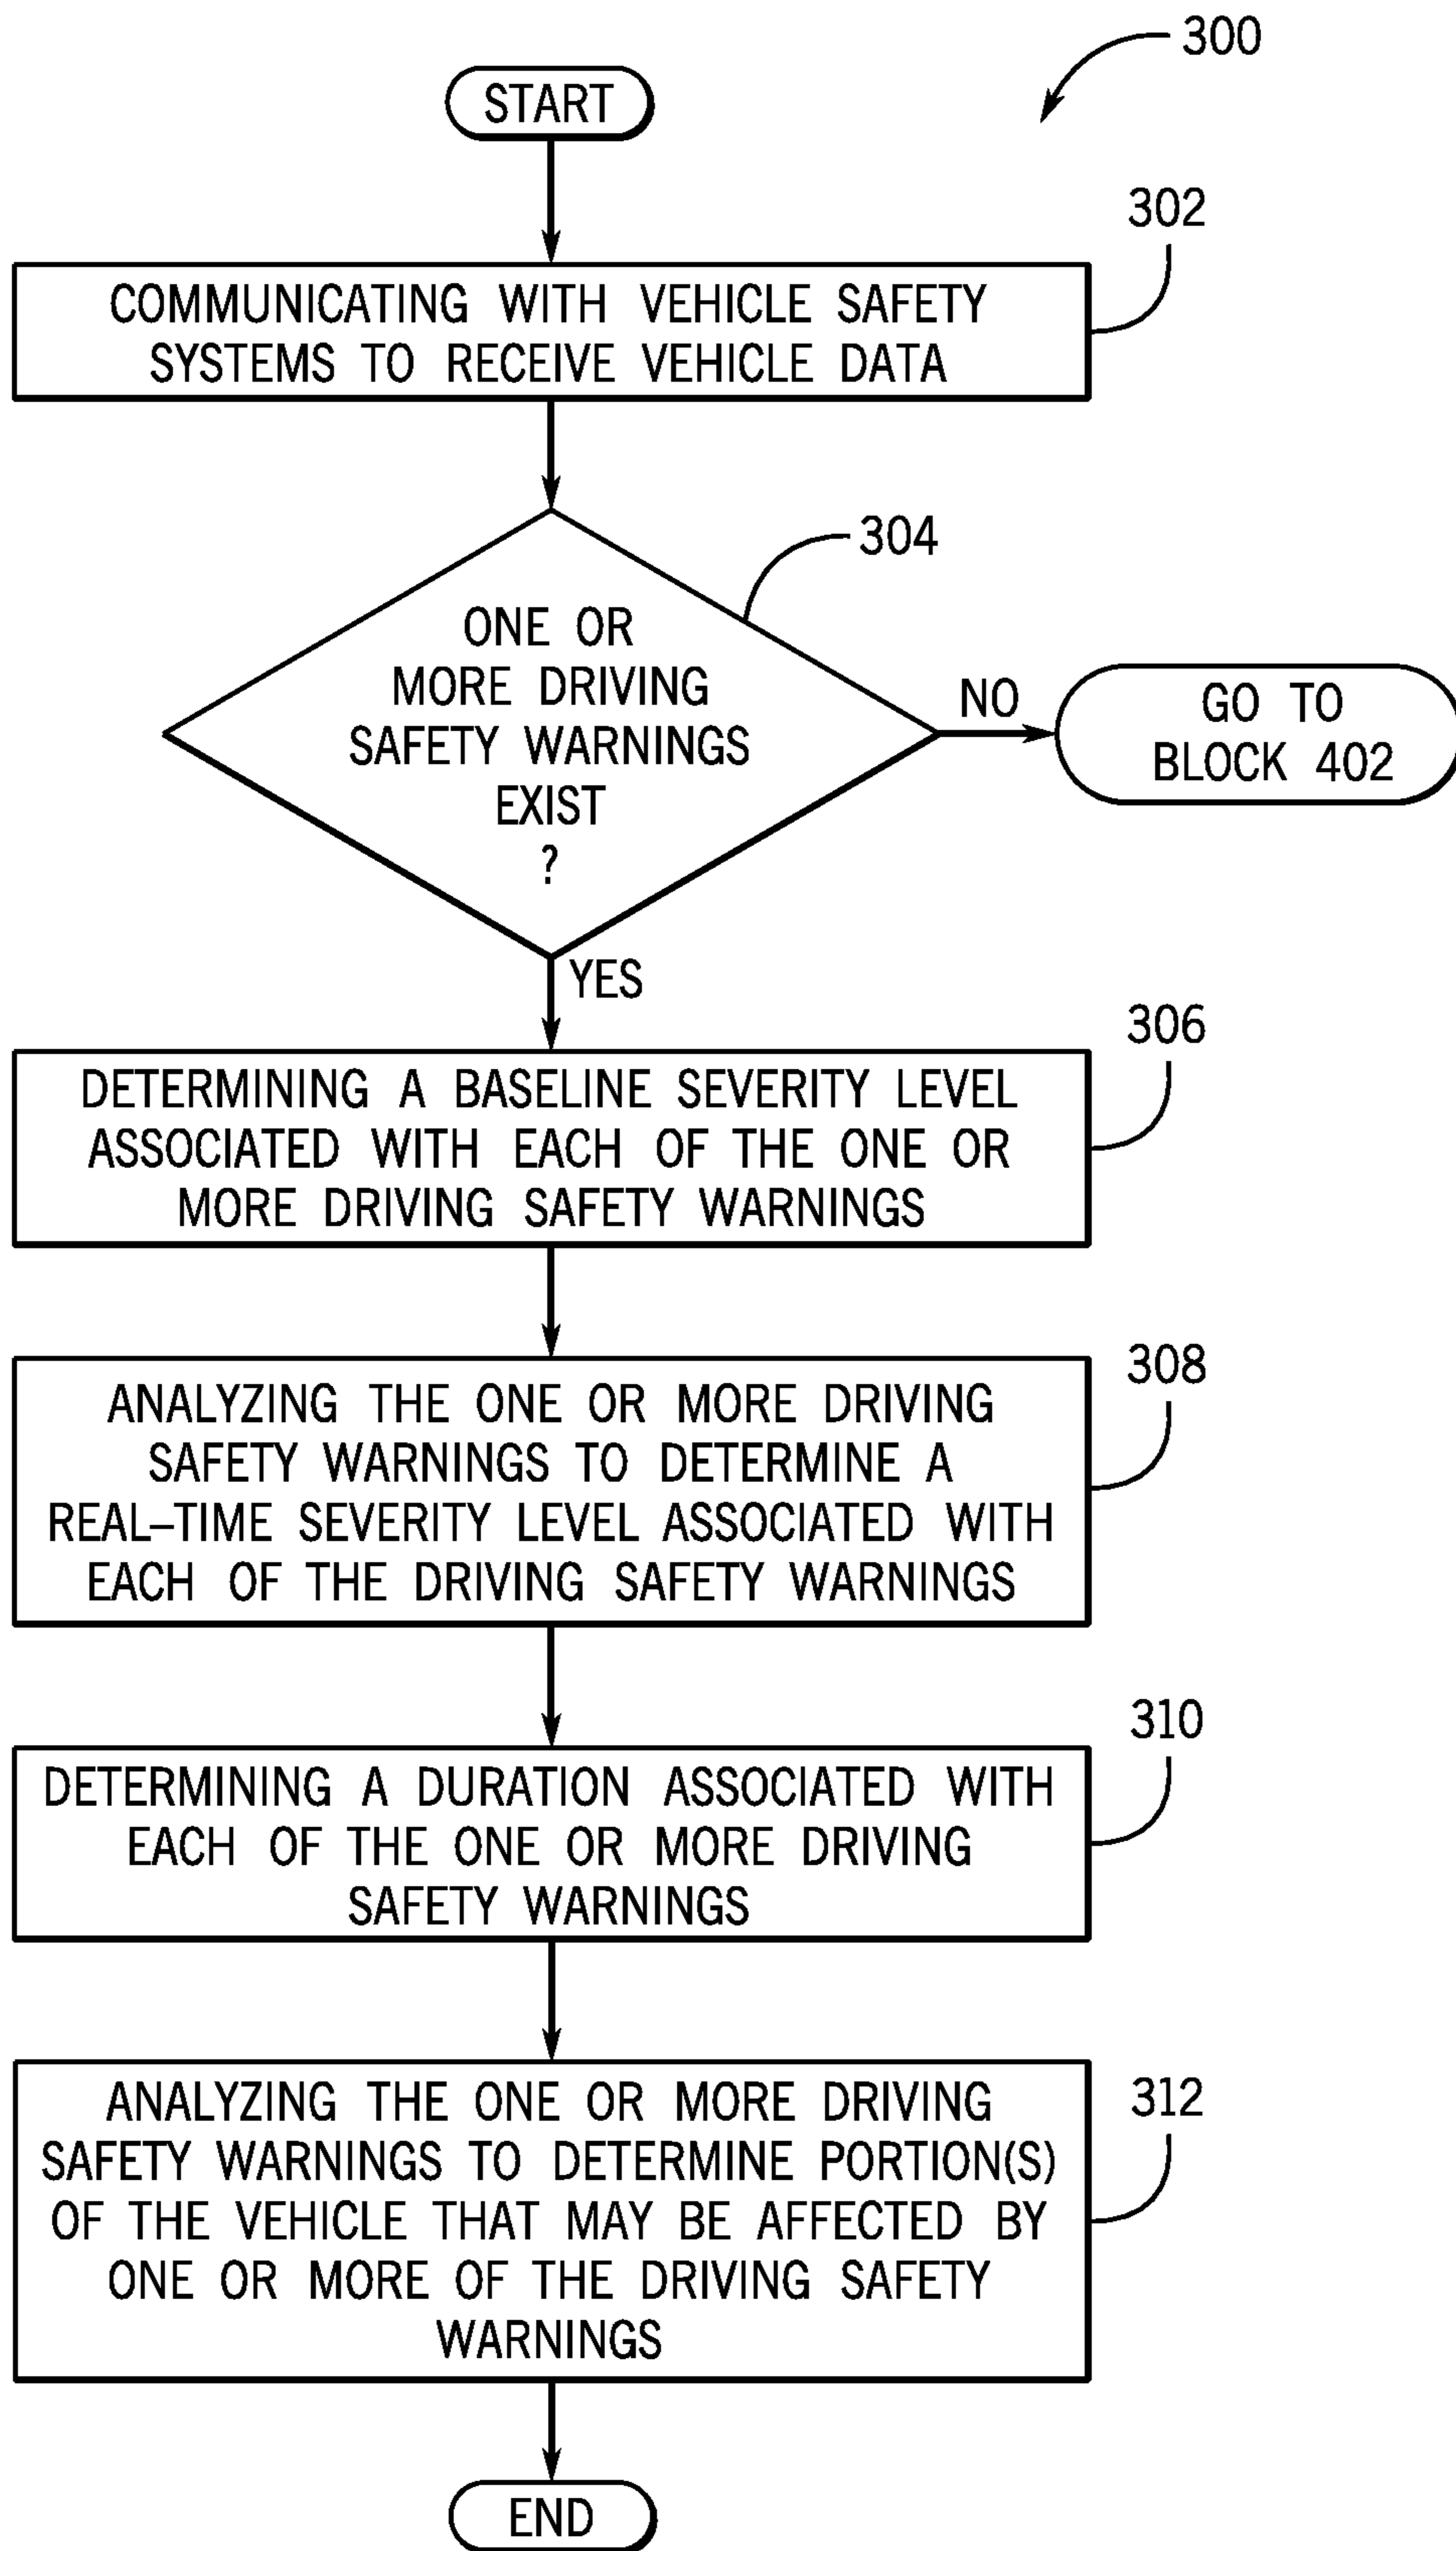 300
START
302
COMMUNICATING WITH VEHICLE SAFETY
SYSTEMS TO RECEIVE VEHICLE DATA
304
ONE OR
MORE DRIVING
SAFETY WARNINGS
EXIST
?
NO
GO TO
BLOCK 402
YES
306
DETERMINING A BASELINE SEVERITY LEVEL
ASSOCIATED WITH EACH OF THE ONE OR
MORE DRIVING SAFETY WARNINGS
308
ANALYZING THE ONE OR MORE DRIVING
SAFETY WARNINGS TO DETERMINE A
REAL–TIME SEVERITY LEVEL ASSOCIATED WITH
EACH OF THE DRIVING SAFETY WARNINGS
310
DETERMINING A DURATION ASSOCIATED WITH
EACH OF THE ONE OR MORE DRIVING
SAFETY WARNINGS
312
ANALYZING THE ONE OR MORE DRIVING
SAFETY WARNINGS TO DETERMINE PORTION(S)
OF THE VEHICLE THAT MAY BE AFFECTED BY
ONE OR MORE OF THE DRIVING SAFETY
WARNINGS
END